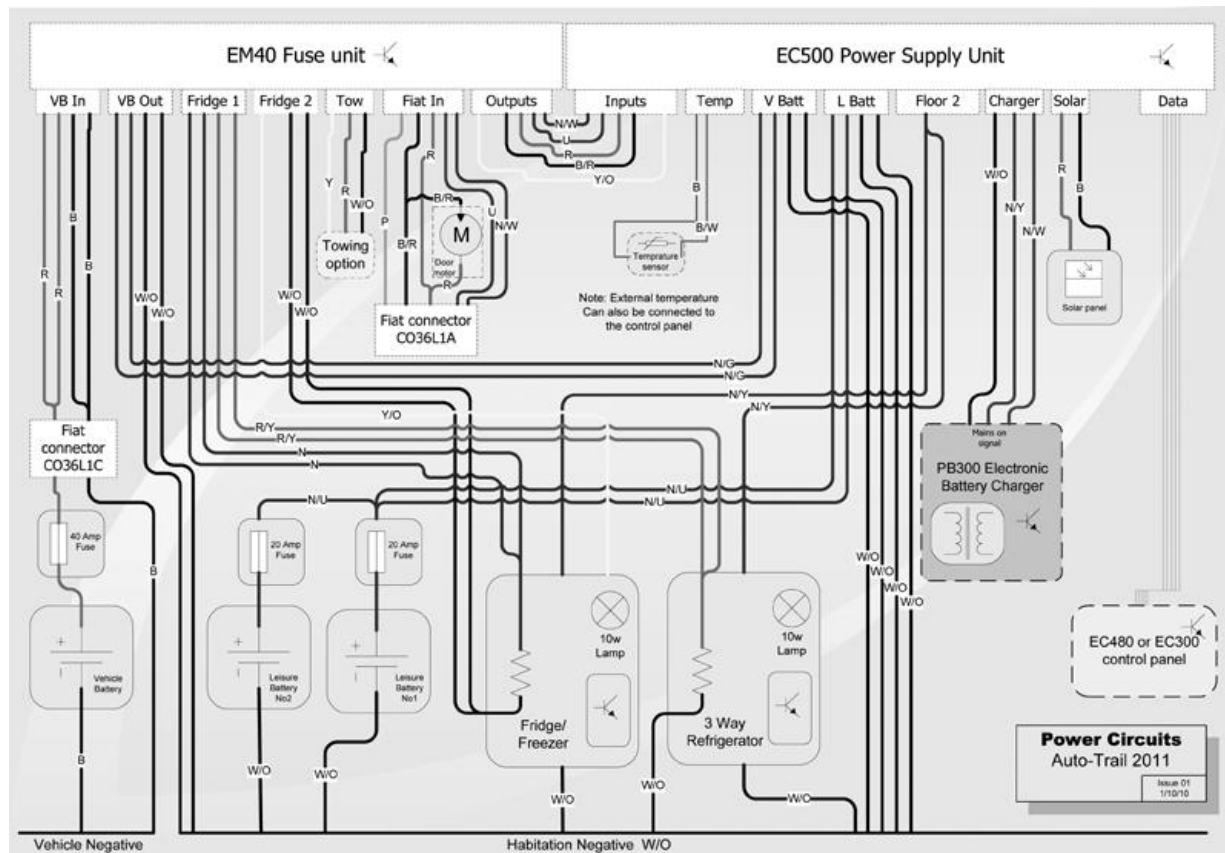 EM40 Fuse unit
EC500 Power Supply Unit
VB In
VB Out
Fridge 1
Fridge 2
Tow
Fiat In
Outputs
Inputs
Temp
V Batt
L Batt
Floor 2
Charger
Solar
Data
N/W
U
R
B/R
Y/O
Y
R
W/O
P
R
B/R
B/R
U
N/W
M
Door
motor
R
B
B/W
W/O
N/Y
N/W
R
B
B
B
R
R
W/O
W/O
W/O
W/O
Towing
option
Temprature
sensor
Note: External temperature
Can also be connected to
the control panel
Solar panel
Fiat connector
CO36L1A
N/G
N/G
N/Y
N/Y
Y/O
R/Y
R/Y
N
N
N/U
N/U
N/U
Fiat
connector
CO36L1C
Mains on
signal
PB300 Electronic
Battery Charger
40 Amp
Fuse
20 Amp
Fuse
20 Amp
Fuse
B
W/O
W/O
W/O
W/O
+
Vehicle
Battery
+
Leisure
Battery
No2
+
Leisure
Battery
No1
10w
Lamp
Fridge/
Freezer
10w
Lamp
3 Way
Refrigerator
EC480 or EC300
control panel
B
W/O
W/O
W/O
W/O
W/O
Power Circuits
Auto-Trail 2011
Issue 01
1/10/10
Vehicle Negative
Habitation Negative W/O